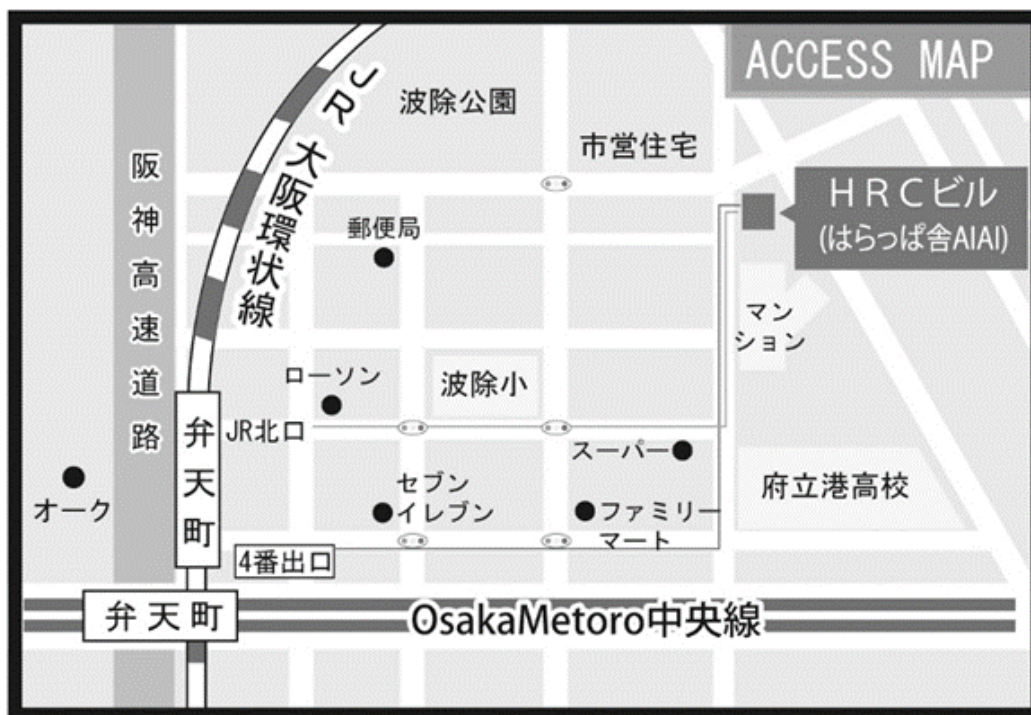 ACCESS MAP
JR大阪環状線
波除公園
市営住宅
阪神高速道路
HRCビル
(はらっぱ舎AIAI)
郵便局
マン
ション
ローソン
波除小
弁天町
JR北口
スーパー
府立港高校
オーク
セブン
イレブン
ファミリー
マート
4番出口
弁天町
OsakaMetoro中央線